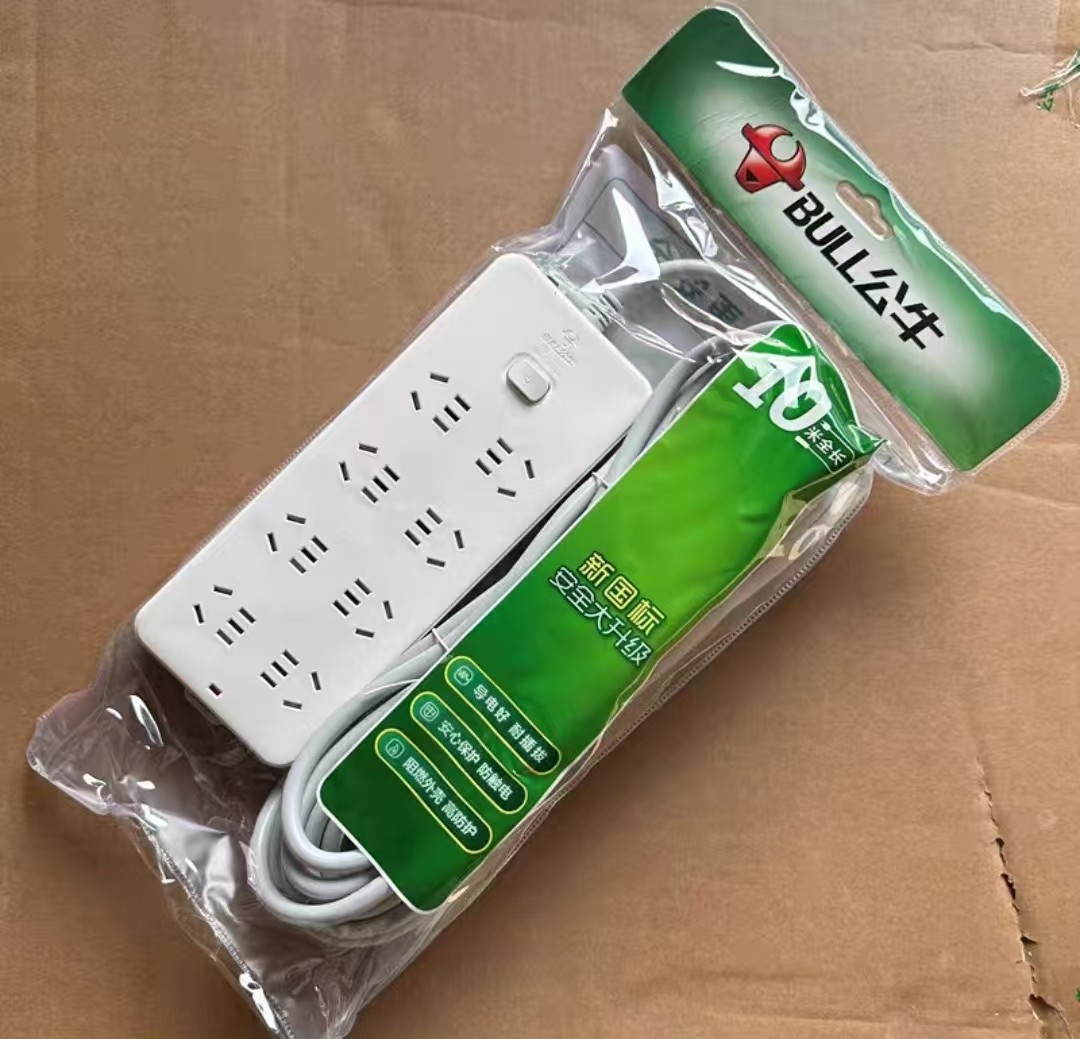 BULL公牛
10
米全长
新国标
安全大升级
导电好 耐插拔
安心保护 防触电
阻燃外壳 高防护